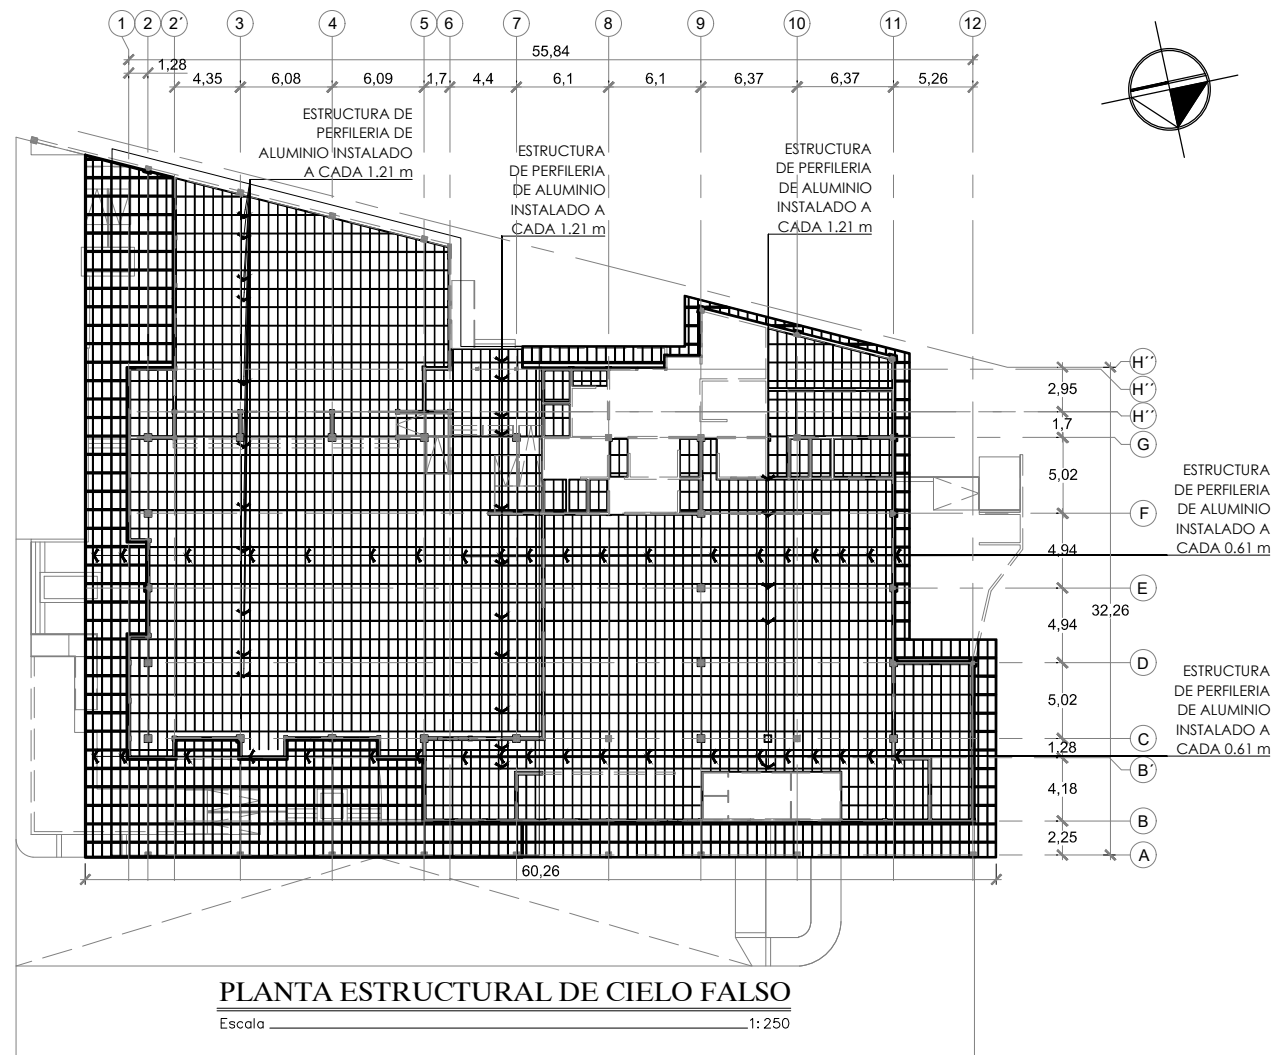 1 2 2´ 3 4 5 6 7 8 9 10 11 12
55,84
1,28
4,35 6,08 6,09 1,7 4,4 6,1 6,1 6,37 6,37 5,26
ESTRUCTURA DE
PERFILERIA DE
ALUMINIO INSTALADO
A CADA 1.21 m
ESTRUCTURA
DE PERFILERIA
DE ALUMINIO
INSTALADO A
CADA 1.21 m
ESTRUCTURA
DE PERFILERIA
DE ALUMINIO
INSTALADO A
CADA 1.21 m
H´´
2,95
H´´
H´´
1,7
G
5,02
ESTRUCTURA
DE PERFILERIA
DE ALUMINIO
INSTALADO A
CADA 0.61 m
F
4,94
E
32,26
4,94
D
ESTRUCTURA
DE PERFILERIA
DE ALUMINIO
INSTALADO A
CADA 0.61 m
5,02
C
1,28
B´
4,18
B
2,25
A
60,26
PLANTA ESTRUCTURAL DE CIELO FALSO
Escala 1:250